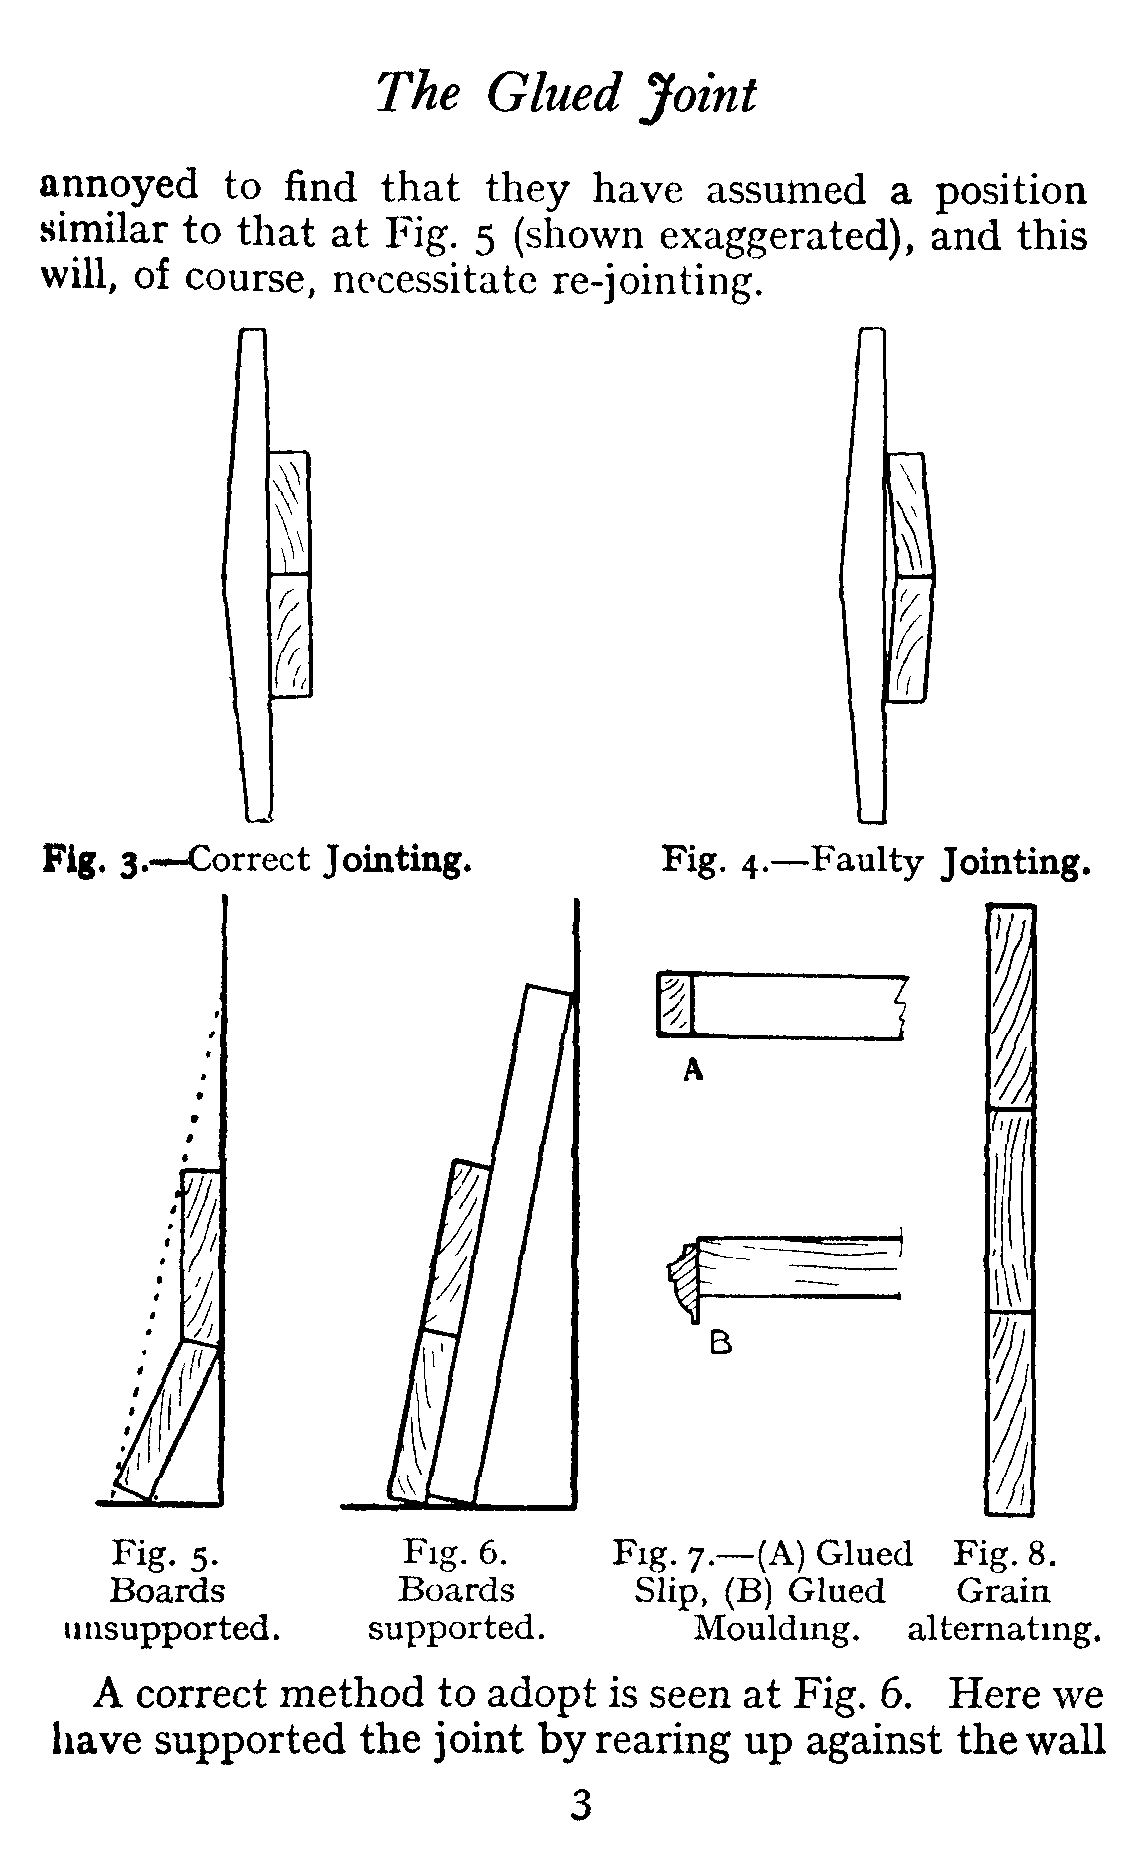 The Glued Joint
annoyed to find that they have assumed a position
similar to that at Fig. 5 (shown exaggerated), and this
will, of course, necessitate re-jointing.
Fig. 3.—Correct Jointing.
Fig. 4.—Faulty Jointing.
A
B
Fig. 5.
Boards
unsupported.
Fig. 6.
Boards
supported.
Fig. 7.—(A) Glued
Slip, (B) Glued
Moulding.
Fig. 8.
Grain
alternating.
A correct method to adopt is seen at Fig. 6. Here we
have supported the joint by rearing up against the wall
3